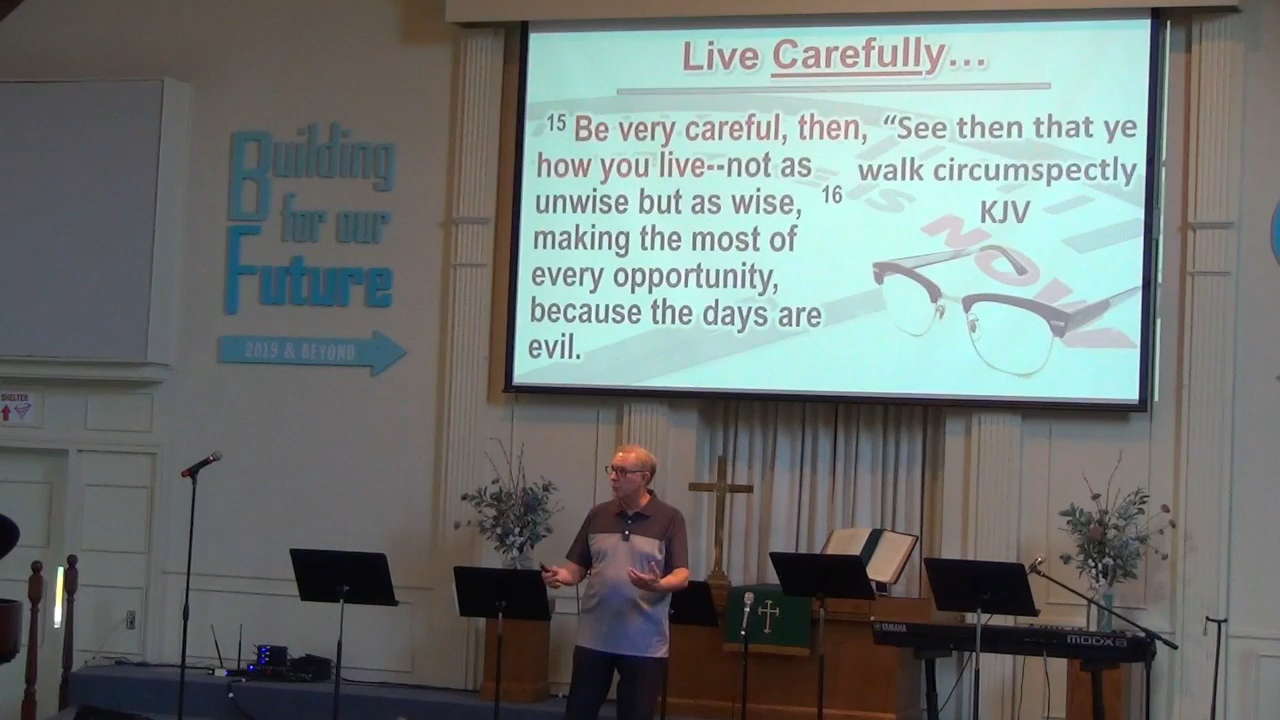 Live Carefully...
15 Be very careful, then,
how you live--not as
unwise but as wise, 16
making the most of
every opportunity,
because the days are
evil.
“See then that ye
walk circumspectly
KJV
IS
NOW
Building
for our
Future
2019 & BEYOND
SHELTER
YAMAHA
MODX8